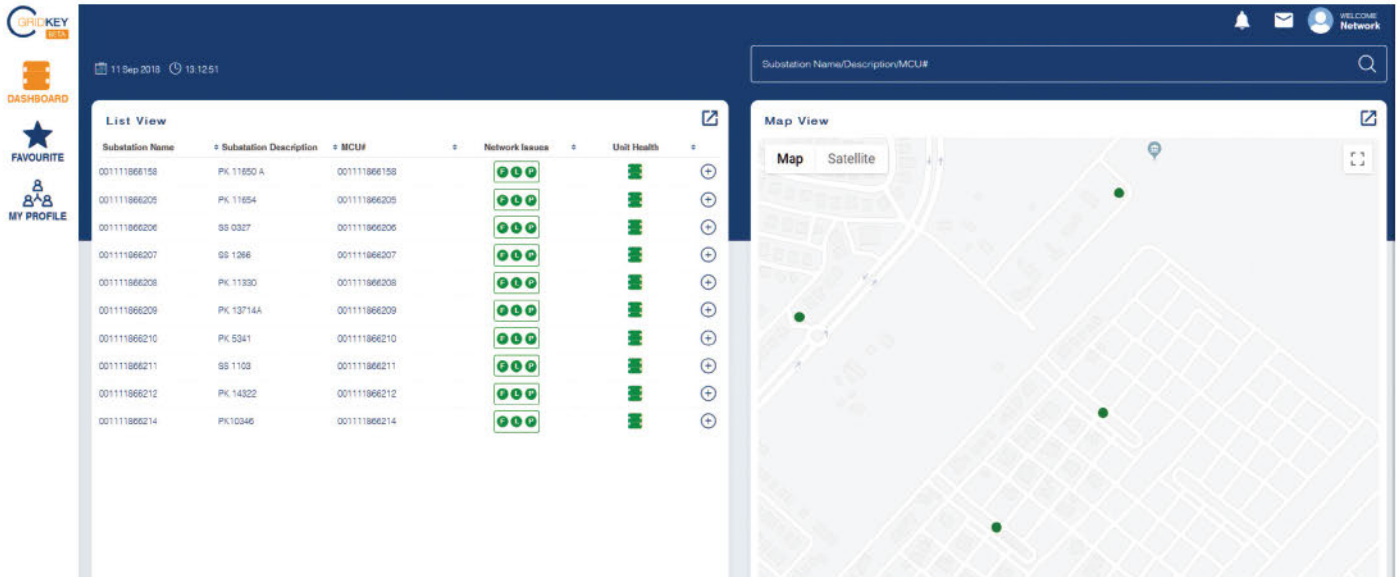 GRIDKEY
BETA
WELCOME
Network
11 Sep 2018 13:12:51
Substation Name/Description/MCU#
DASHBOARD
FAVOURITE
MY PROFILE
List View
Substation Name Substation Description MCU# Network Issues Unit Health
001111866158 PK 11650 A 001111866158 F L P
001111866205 PK 11654 001111866205 F L P
001111866206 SS 0327 001111866206 F L P
001111866207 SS 1266 001111866207 F L P
001111866208 PK 11330 001111866208 F L P
001111866209 PK 13714A 001111866209 F L P
001111866210 PK 5341 001111866210 F L P
001111866211 SS 1103 001111866211 F L P
001111866212 PK 14322 001111866212 F L P
001111866214 PK10346 001111866214 F L P
Map View
Map Satellite